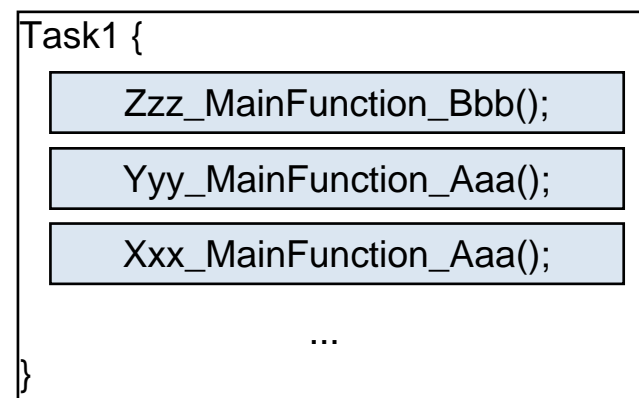 Task1 {
Zzz_MainFunction_Bbb();
Yyy_MainFunction_Aaa();
Xxx_MainFunction_Aaa();
...
}